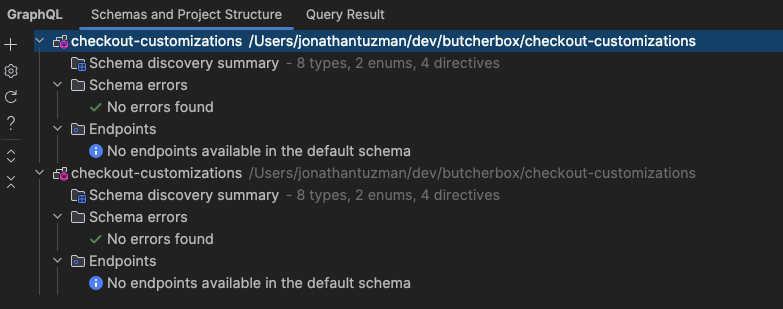 GraphQL Schemas and Project Structure Query Result
checkout-customizations /Users/jonathantuzman/dev/butcherbox/checkout-customizations
Schema discovery summary - 8 types, 2 enums, 4 directives
Schema errors
No errors found
Endpoints
No endpoints available in the default schema
checkout-customizations /Users/jonathantuzman/dev/butcherbox/checkout-customizations
Schema discovery summary - 8 types, 2 enums, 4 directives
Schema errors
No errors found
Endpoints
No endpoints available in the default schema